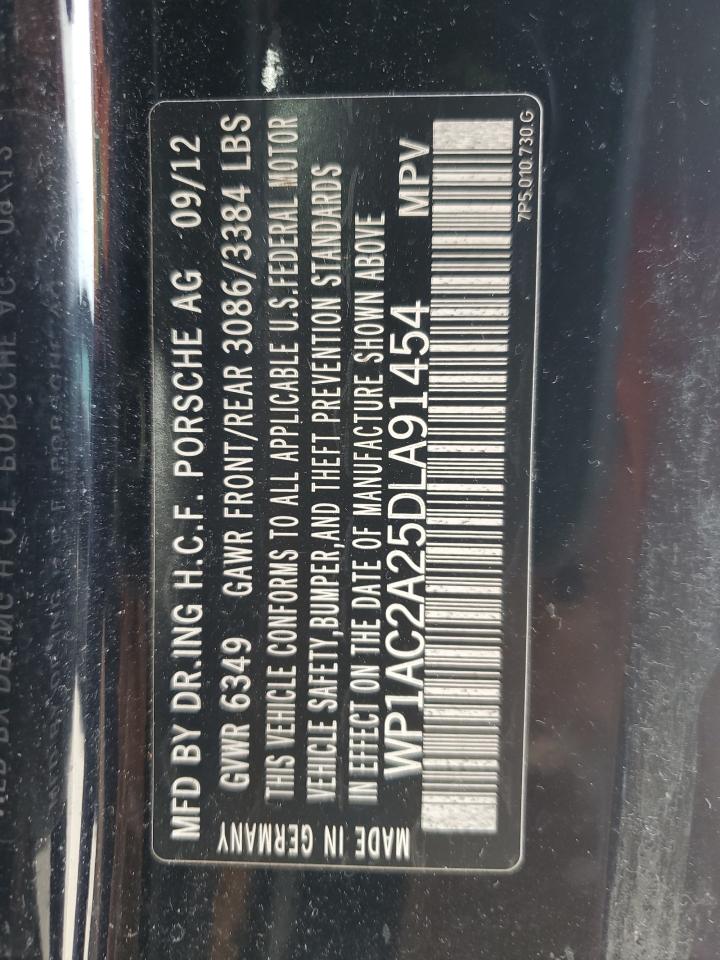 MFD BY DR.ING H.C.F. PORSCHE AG 09/12
GVWR 6349 GAWR FRONT/REAR 3086/3384 LBS
THIS VEHICLE CONFORMS TO ALL APPLICABLE U.S.FEDERAL MOTOR
VEHICLE SAFETY,BUMPER,AND THEFT PREVENTION STANDARDS
IN EFFECT ON THE DATE OF MANUFACTURE SHOWN ABOVE
WP1AC2A25DLA91454 MPV
7P5.010.730.G
MADE IN GERMANY